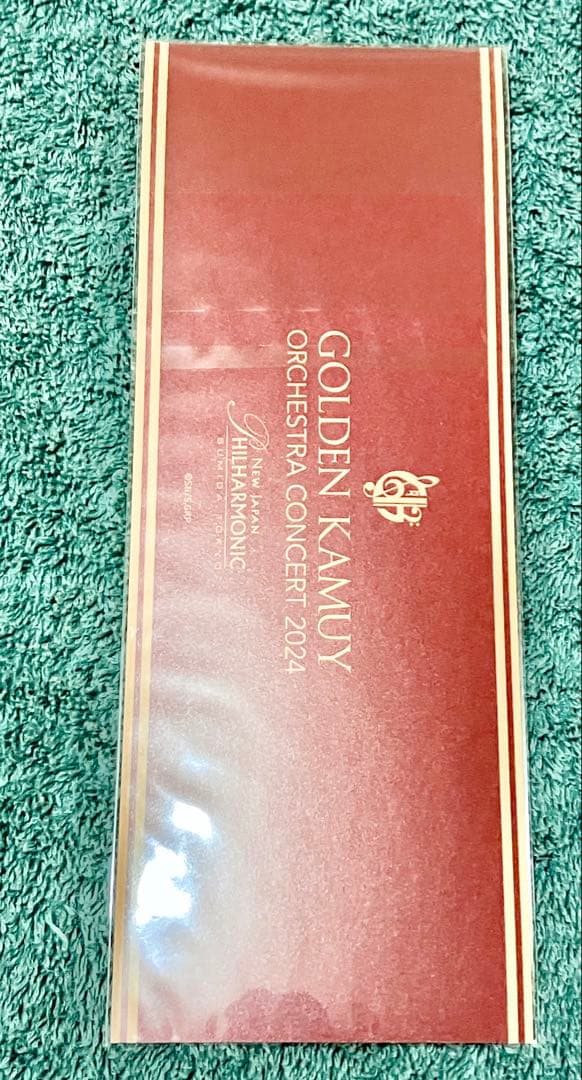 GOLDEN KAMUY
ORCHESTRA CONCERT 2024
NEW JAPAN
PHILHARMONIC
SUMIDA TOKYO